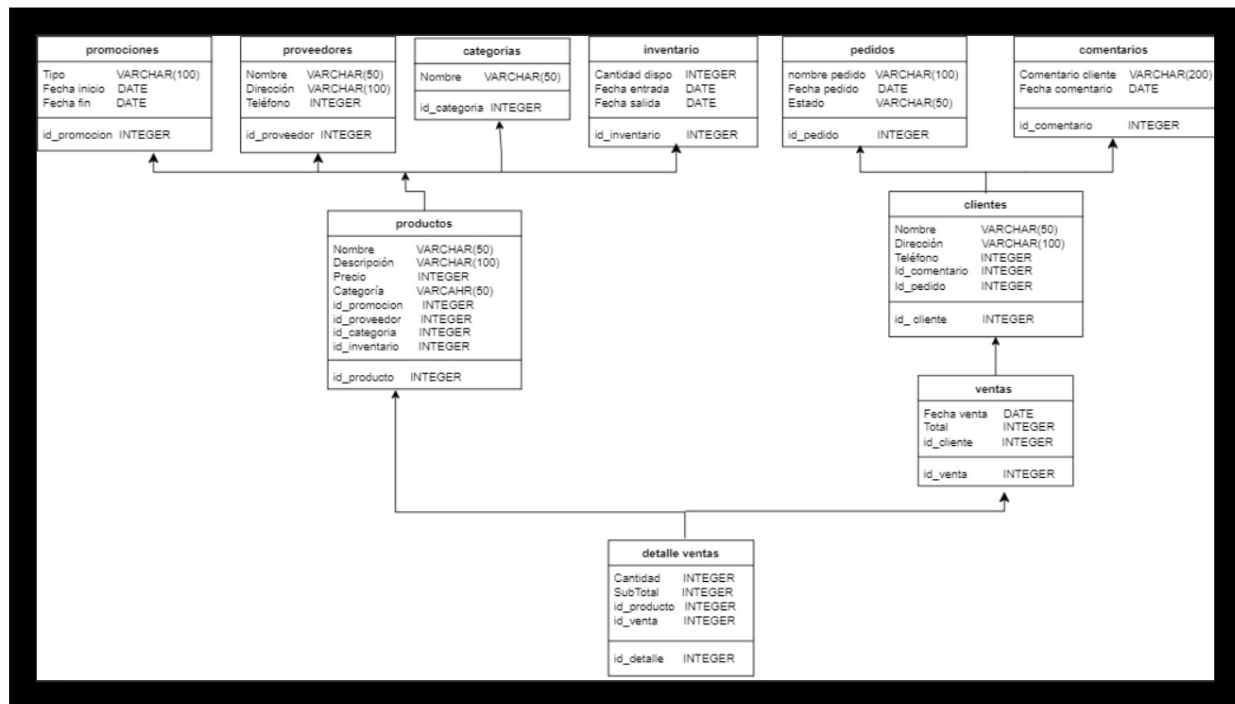 promociones
Tipo VARCHAR(100)
Fecha inicio DATE
Fecha fin DATE
id_promocion INTEGER
proveedores
Nombre VARCHAR(50)
Dirección VARCHAR(100)
Teléfono INTEGER
id_proveedor INTEGER
categorias
Nombre VARCHAR(50)
id_categoria INTEGER
inventario
Cantidad dispo INTEGER
Fecha entrada DATE
Fecha salida DATE
id_inventario INTEGER
pedidos
nombre pedido VARCHAR(100)
Fecha pedido DATE
Estado VARCHAR(50)
id_pedido INTEGER
comentarios
Comentario cliente VARCHAR(200)
Fecha comentario DATE
id_comentario INTEGER
productos
Nombre VARCHAR(50)
Descripción VARCHAR(100)
Precio INTEGER
Categoría VARCAHR(50)
id_promocion INTEGER
id_proveedor INTEGER
id_categoria INTEGER
id_inventario INTEGER
id_producto INTEGER
clientes
Nombre VARCHAR(50)
Dirección VARCHAR(100)
Teléfono INTEGER
Id_comentario INTEGER
Id_pedido INTEGER
id_ cliente INTEGER
ventas
Fecha venta DATE
Total INTEGER
id_cliente INTEGER
id_venta INTEGER
detalle ventas
Cantidad INTEGER
SubTotal INTEGER
id_producto INTEGER
id_venta INTEGER
id_detalle INTEGER